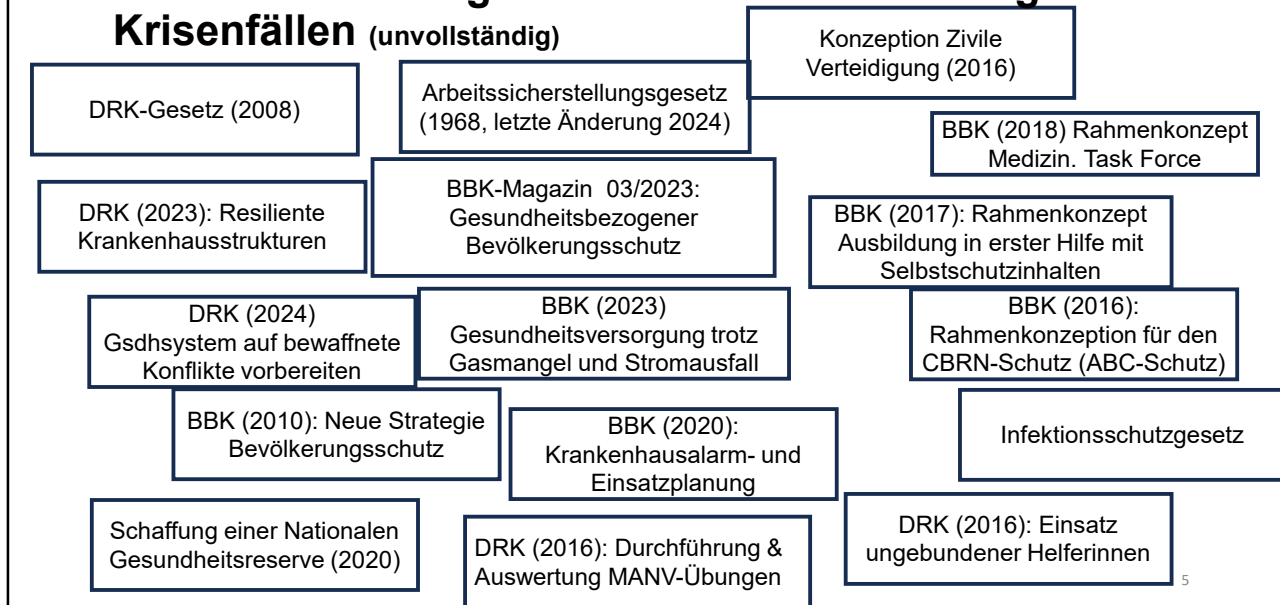 Krisenfällen (unvollständig)
Konzeption Zivile
Verteidigung (2016)
DRK-Gesetz (2008)
Arbeitssicherstellungsgesetz
(1968, letzte Änderung 2024)
BBK (2018) Rahmenkonzept
Medizin. Task Force
DRK (2023): Resiliente
Krankenhausstrukturen
BBK-Magazin 03/2023:
Gesundheitsbezogener
Bevölkerungsschutz
BBK (2017): Rahmenkonzept
Ausbildung in erster Hilfe mit
Selbstschutzinhalten
DRK (2024)
Gsdhsystem auf bewaffnete
Konflikte vorbereiten
BBK (2023)
Gesundheitsversorgung trotz
Gasmangel und Stromausfall
BBK (2016):
Rahmenkonzeption für den
CBRN-Schutz (ABC-Schutz)
BBK (2010): Neue Strategie
Bevölkerungsschutz
BBK (2020):
Krankenhausalarm- und
Einsatzplanung
Infektionsschutzgesetz
Schaffung einer Nationalen
Gesundheitsreserve (2020)
DRK (2016): Durchführung &
Auswertung MANV-Übungen
DRK (2016): Einsatz
ungebundener Helferinnen
5